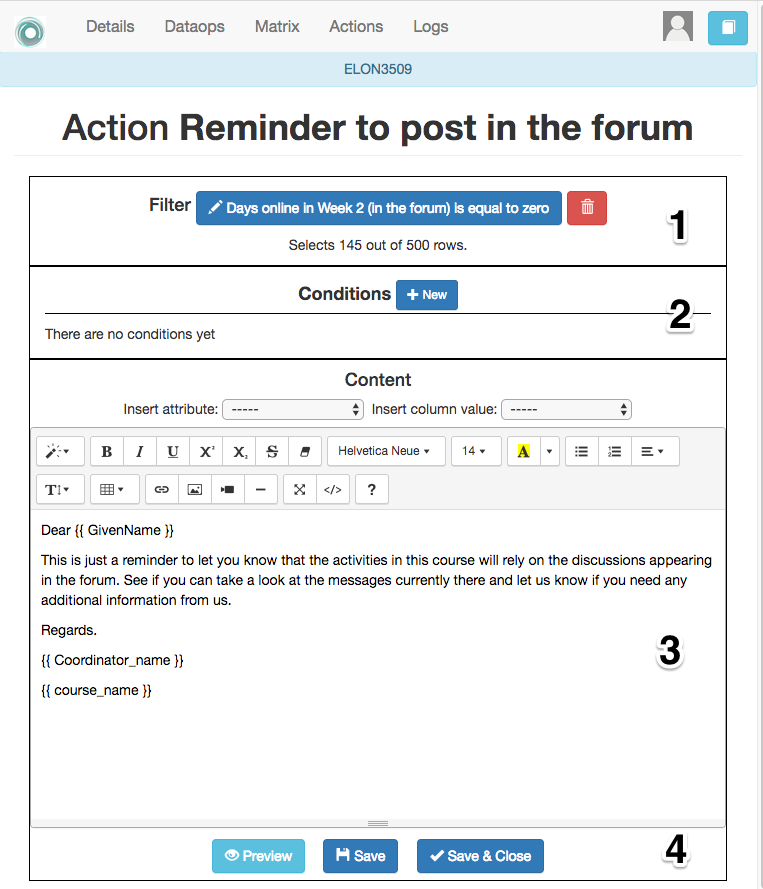 Details Dataops Matrix Actions Logs
ELON3509
Action Reminder to post in the forum
Filter Days online in Week 2 (in the forum) is equal to zero
1
Selects 145 out of 500 rows.
Conditions + New
2
There are no conditions yet
Content
Insert attribute: ----- Insert column value: -----
B I U X² X₂ S Helvetica Neue 14 A
T </> ?
Dear {{ GivenName }}
This is just a reminder to let you know that the activities in this course will rely on the discussions appearing
in the forum. See if you can take a look at the messages currently there and let us know if you need any
additional information from us.
Regards.
3
{{ Coordinator_name }}
{{ course_name }}
Preview Save Save & Close
4